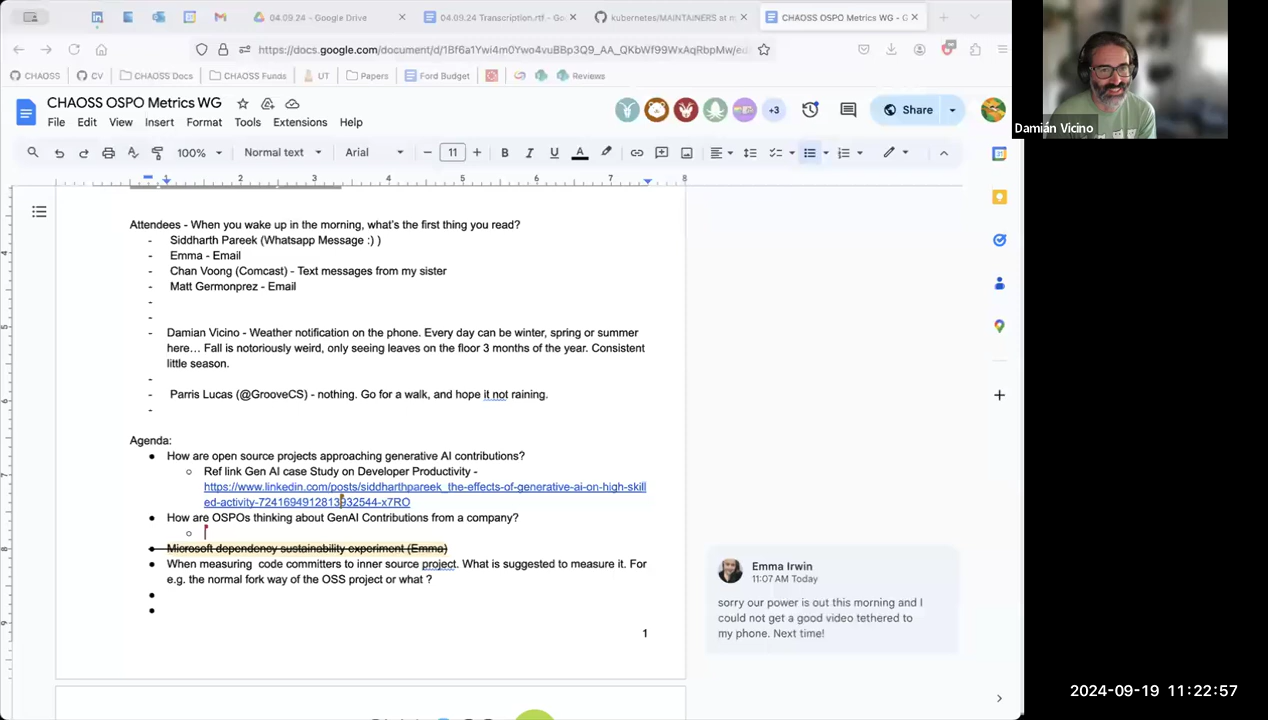 04.09.24 - Google Drive
04.09.24 Transcription.rtf - Go
kubernetes/MAINTAINERS at m
CHAOSS OSPO Metrics WG - G
https://docs.google.com/document/d/1Bf6a1Ywi4m0Ywo4vuBBp3Q9_AA_QKbWf99WxAqRbpMw/ed
CHAOSS
CV
CHAOSS Docs
CHAOSS Funds
UT
Papers
Ford Budget
Reviews
CHAOSS OSPO Metrics WG
File Edit View Insert Format Tools Extensions Help
+3
Share
100%
Normal text
Arial
11
B I U A
1 2 3 4 5 6 7 8
Attendees - When you wake up in the morning, what's the first thing you read?
- Siddharth Pareek (Whatsapp Message :) )
- Emma - Email
- Chan Voong (Comcast) - Text messages from my sister
- Matt Germonprez - Email
-
-
- Damian Vicino - Weather notification on the phone. Every day can be winter, spring or summer
here… Fall is notoriously weird, only seeing leaves on the floor 3 months of the year. Consistent
little season.
-
- Parris Lucas (@GrooveCS) - nothing. Go for a walk, and hope it not raining.
-
Agenda:
● How are open source projects approaching generative AI contributions?
○ Ref link Gen AI case Study on Developer Productivity -
https://www.linkedin.com/posts/siddharthpareek_the-effects-of-generative-ai-on-high-skill
ed-activity-7241694912813932544-x7RO
● How are OSPOs thinking about GenAI Contributions from a company?
○
● Microsoft dependency sustainability experiment (Emma)
● When measuring code committers to inner source project. What is suggested to measure it. For
e.g. the normal fork way of the OSS project or what ?
●
●
1
Emma Irwin
11:07 AM Today
sorry our power is out this morning and I
could not get a good video tethered to
my phone. Next time!
Damián Vicino
2024-09-19 11:22:57